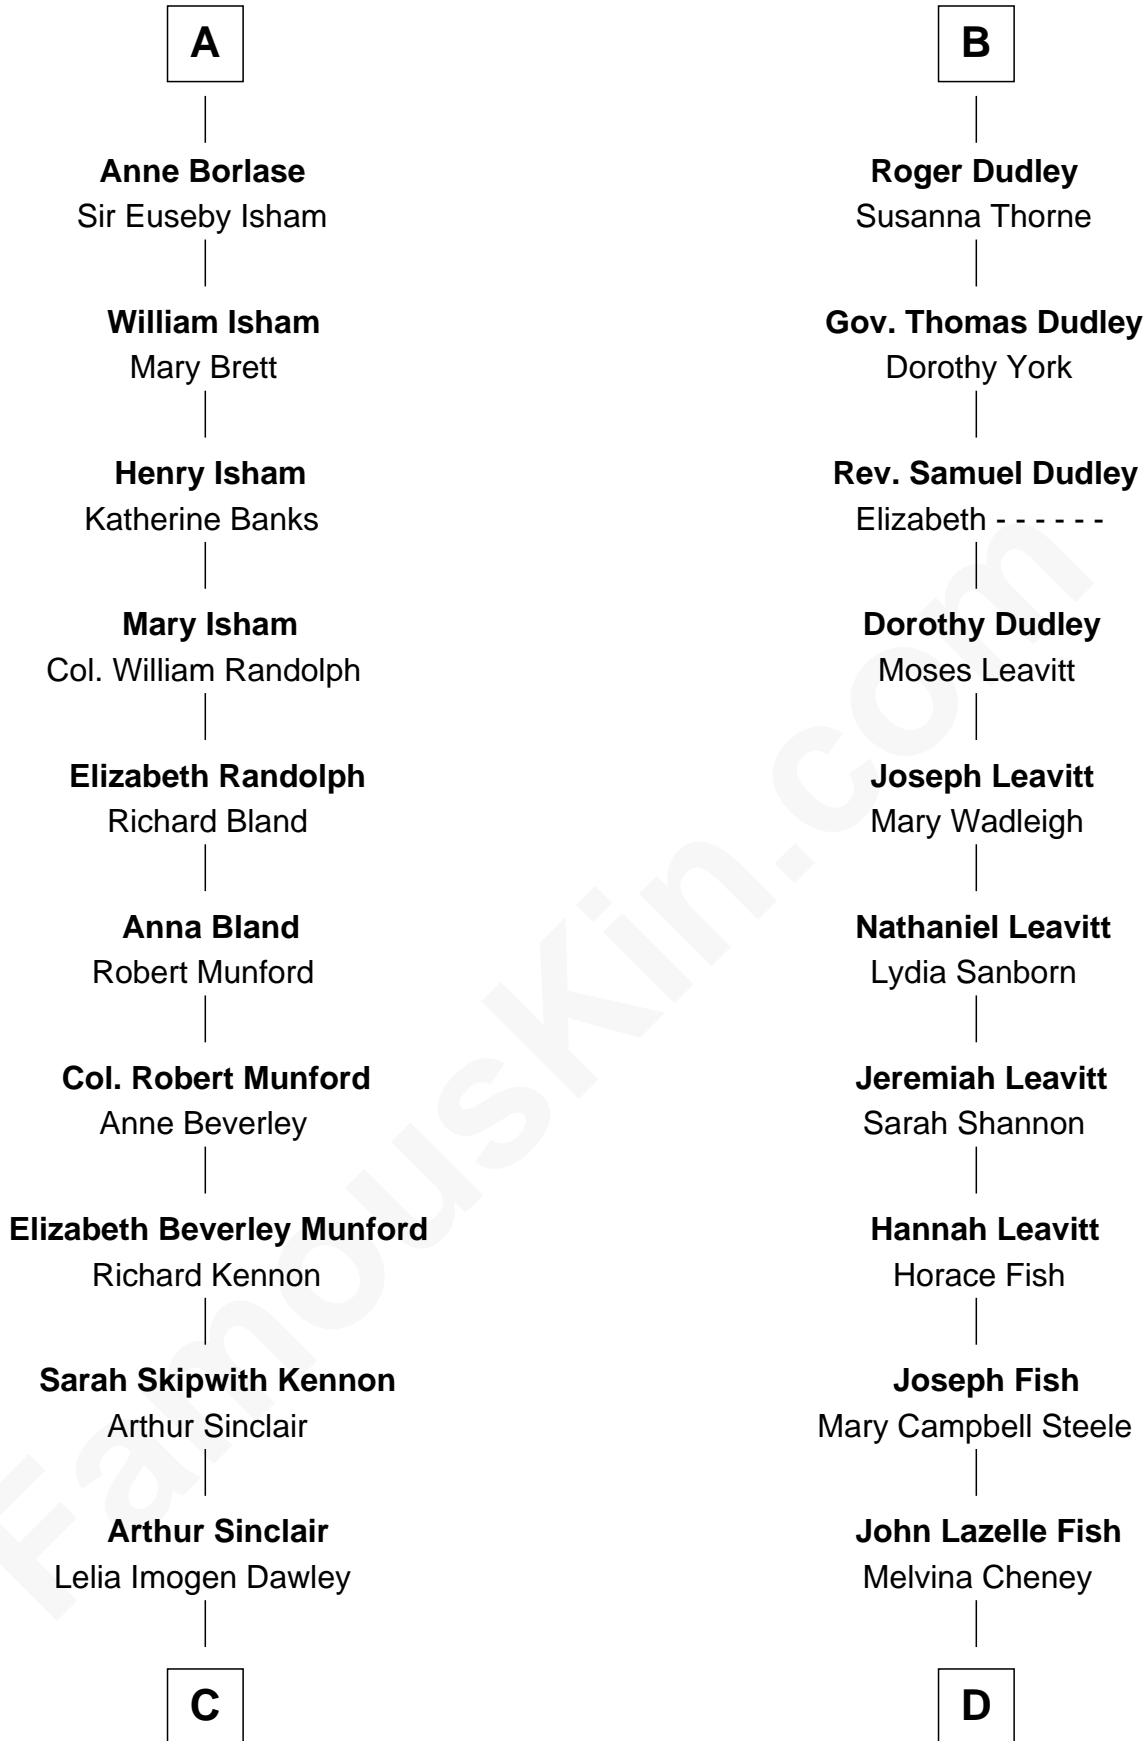 A
Anne Borlase
Sir Euseby Isham
William Isham
Mary Brett
Henry Isham
Katherine Banks
Mary Isham
Col. William Randolph
Elizabeth Randolph
Richard Bland
Anna Bland
Robert Munford
Col. Robert Munford
Anne Beverley
Elizabeth Beverley Munford
Richard Kennon
Sarah Skipwith Kennon
Arthur Sinclair
Arthur Sinclair
Lelia Imogen Dawley
C
B
Roger Dudley
Susanna Thorne
Gov. Thomas Dudley
Dorothy York
Rev. Samuel Dudley
Elizabeth - - - - - -
Dorothy Dudley
Moses Leavitt
Joseph Leavitt
Mary Wadleigh
Nathaniel Leavitt
Lydia Sanborn
Jeremiah Leavitt
Sarah Shannon
Hannah Leavitt
Horace Fish
Joseph Fish
Mary Campbell Steele
John Lazelle Fish
Melvina Cheney
D
FamousKin.com